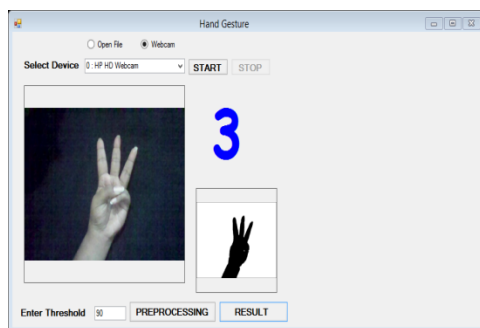 Hand Gesture
Open File Webcam
Select Device 0 : HP HD Webcam START STOP
3
Enter Threshold 90 PREPROCESSING RESULT